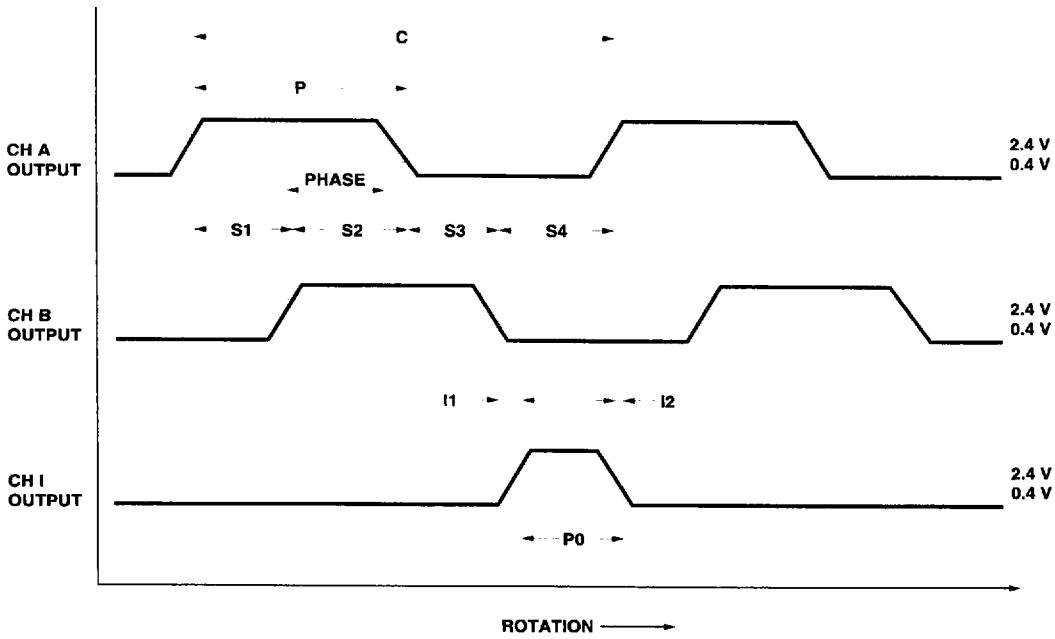 C
P
CH A
OUTPUT
2.4 V
0.4 V
PHASE
S1 S2 S3 S4
CH B
OUTPUT
2.4 V
0.4 V
I1 I2
CH I
OUTPUT
2.4 V
0.4 V
P0
ROTATION